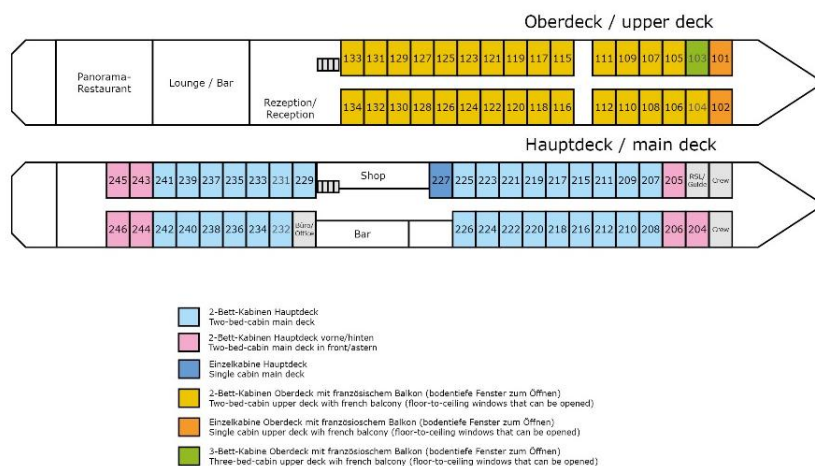 Oberdeck / upper deck
133 131 129 127 125 123 121 119 117 115 111 109 107 105 103 101
Panorama-
Restaurant
Lounge / Bar
Rezeption/
Reception
134 132 130 128 126 124 122 120 118 116 112 110 108 106 104 102
Hauptdeck / main deck
245 243 241 239 237 235 233 231 229 Shop 227 225 223 221 219 217 215 211 209 207 205 RSL/ Crew
Guide
246 244 242 240 238 236 234 232 Büro/ Bar 226 224 222 220 218 216 212 210 208 206 204 Crew
Office
2-Bett-Kabinen Hauptdeck
Two-bed-cabin main deck
2-Bett-Kabinen Hauptdeck vorne/hinten
Two-bed-cabin main deck in front/astern
Einzelkabine Hauptdeck
Single cabin main deck
2-Bett-Kabinen Oberdeck mit französischem Balkon (bodentiefe Fenster zum Öffnen)
Two-bed-cabin upper deck with french balcony (floor-to-ceiling windows that can be opened)
Einzelkabine Oberdeck mit französischem Balkon (bodentiefe Fenster zum Öffnen)
Single cabin upper deck wih french balcony (floor-to-ceiling windows that can be opened)
3-Bett-Kabine Oberdeck mit französischem Balkon (bodentiefe Fenster zum Öffnen)
Three-bed-cabin upper deck wih french balcony (floor-to-ceiling windows that can be opened)